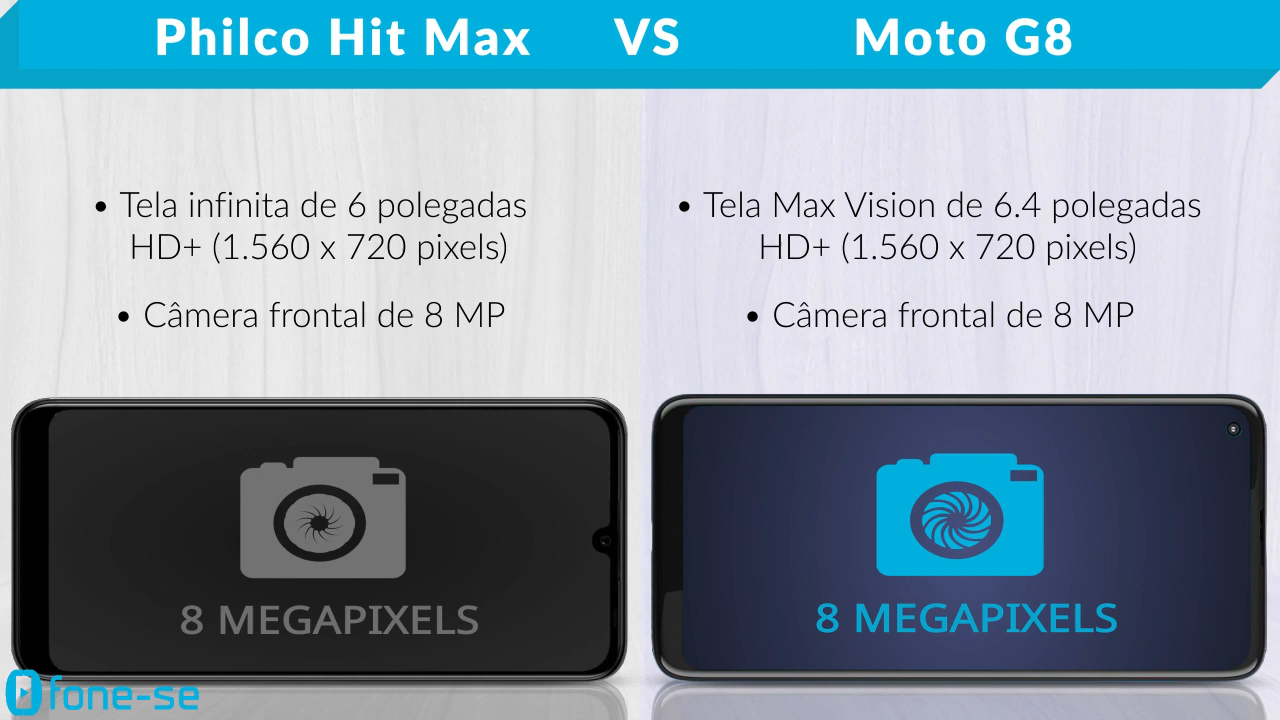 Philco Hit Max VS Moto G8
• Tela infinita de 6 polegadas
HD+ (1.560 x 720 pixels)
• Câmera frontal de 8 MP
• Tela Max Vision de 6.4 polegadas
HD+ (1.560 x 720 pixels)
• Câmera frontal de 8 MP
8 MEGAPIXELS
8 MEGAPIXELS
fone-se